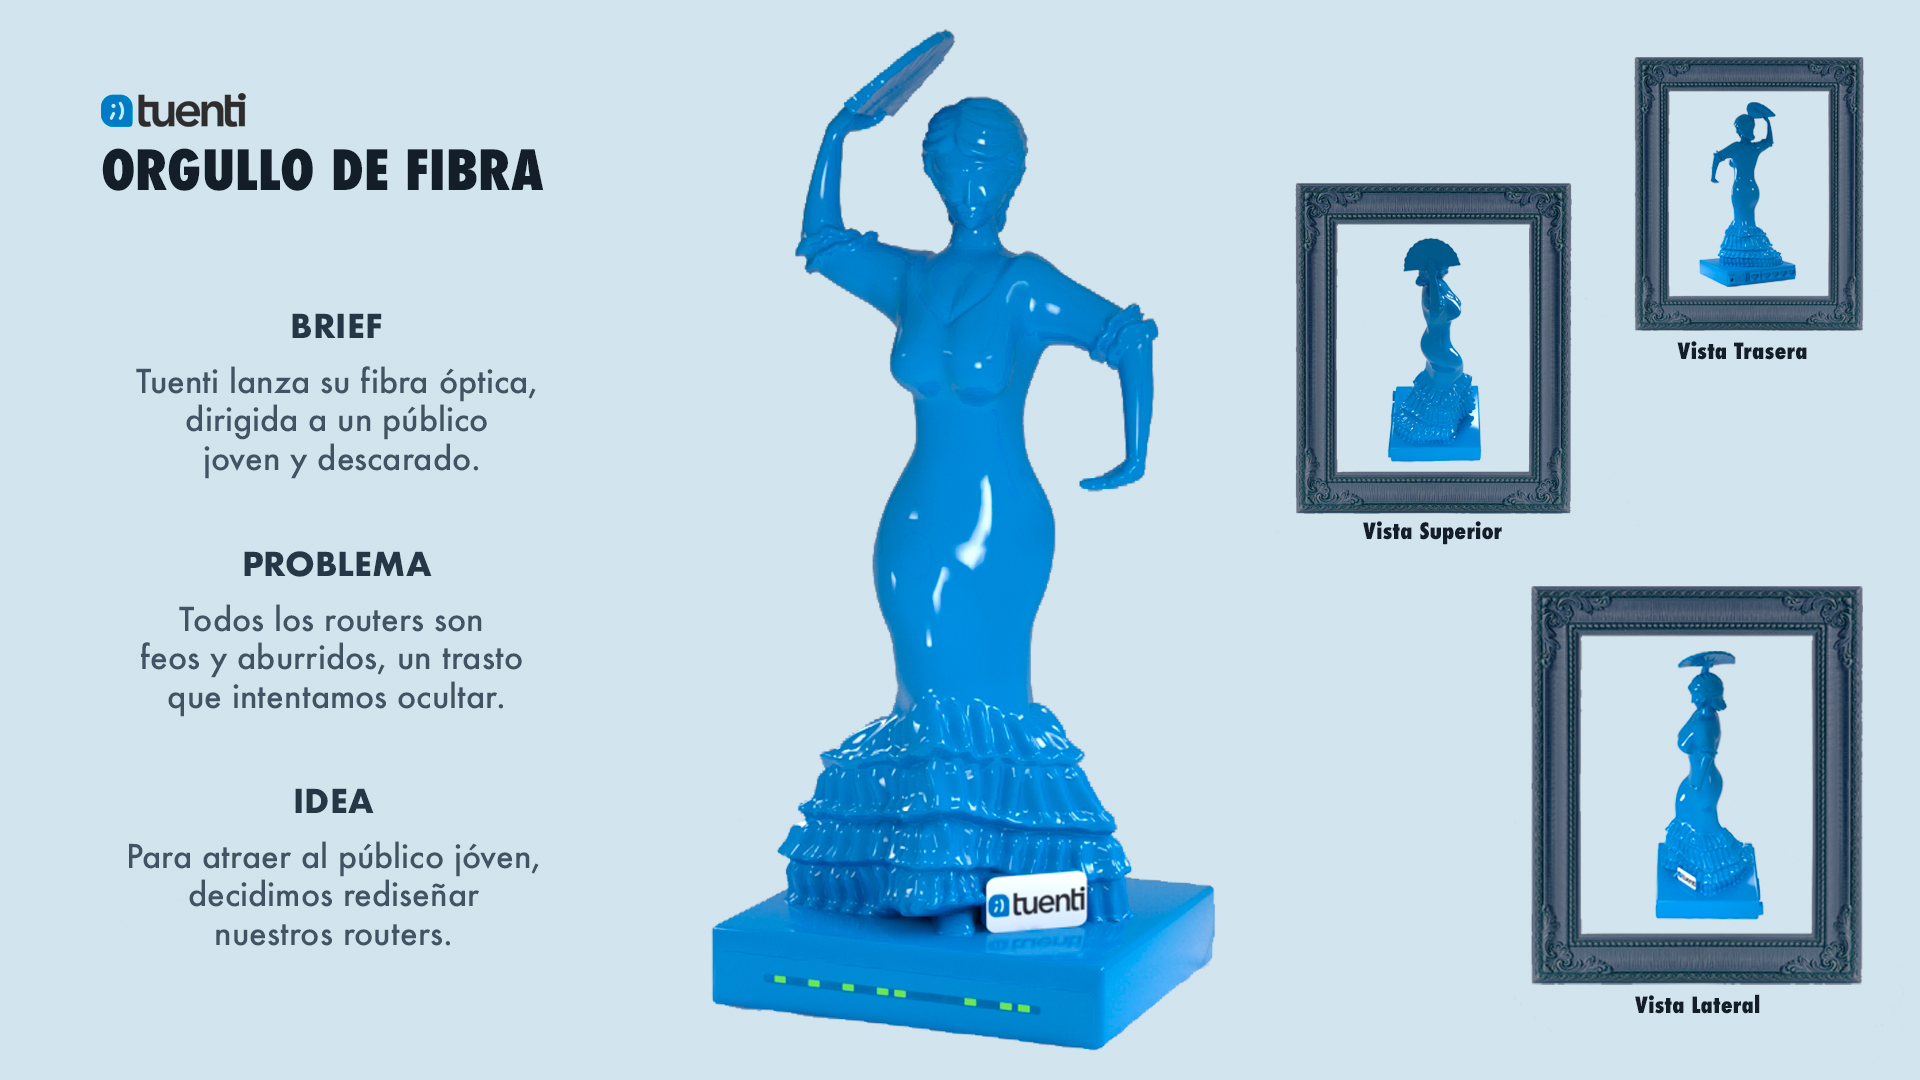 tuenti
ORGULLO DE FIBRA
BRIEF
Tuenti lanza su fibra óptica,
dirigida a un público
joven y descarado.
PROBLEMA
Todos los routers son
feos y aburridos, un trasto
que intentamos ocultar.
IDEA
Para atraer al público jóven,
decidimos rediseñar
nuestros routers.
tuenti
Vista Trasera
Vista Superior
tuenti
Vista Lateral